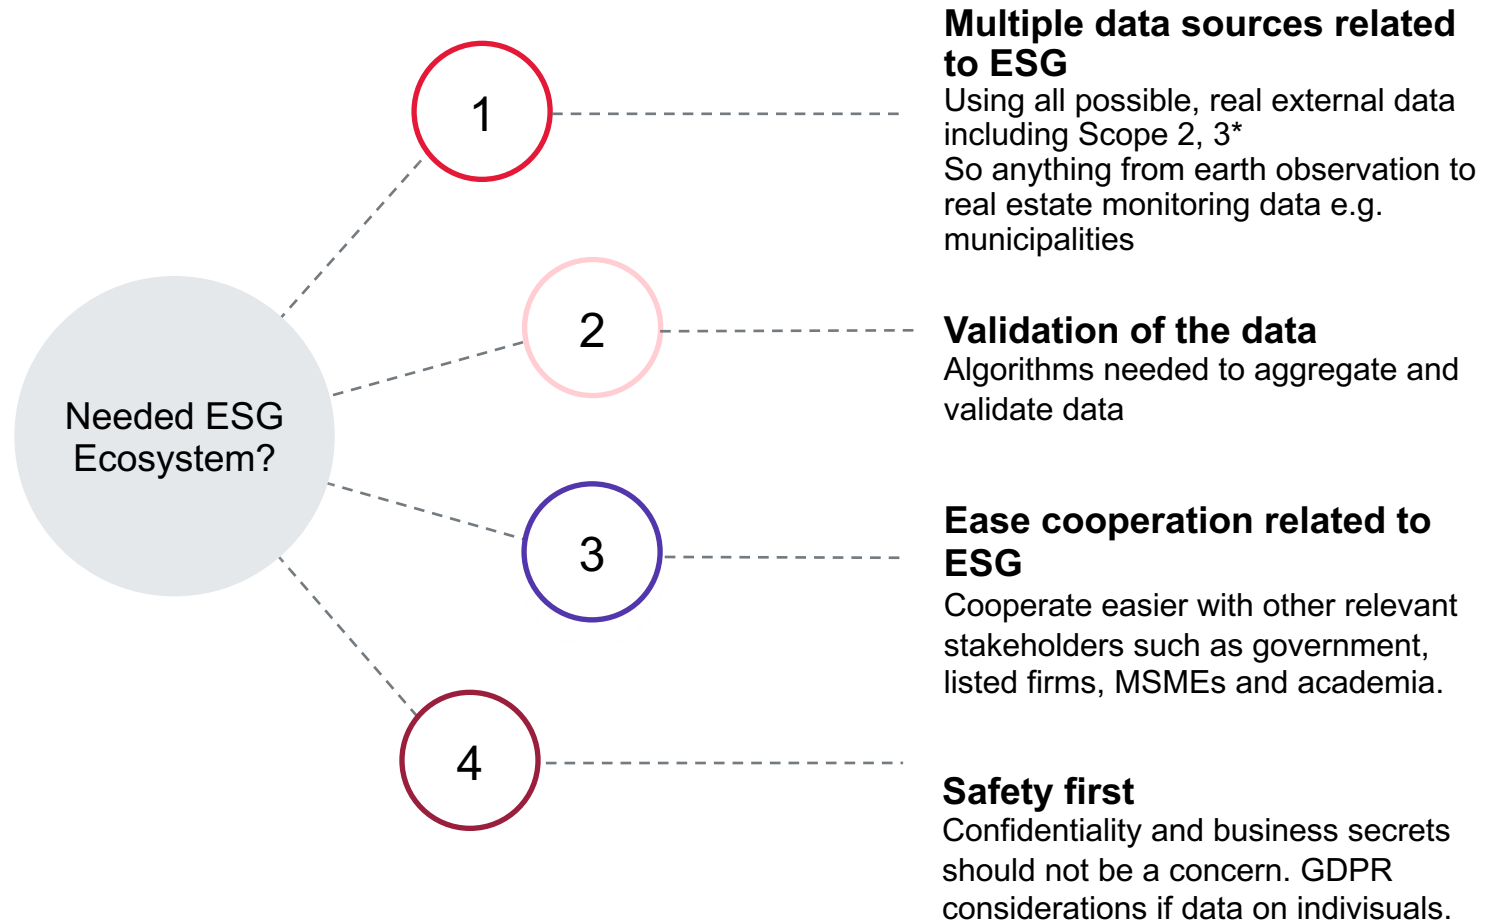 Needed ESG
Ecosystem?
1
Multiple data sources related
to ESG
Using all possible, real external data
including Scope 2, 3*
So anything from earth observation to
real estate monitoring data e.g.
municipalities
2
Validation of the data
Algorithms needed to aggregate and
validate data
3
Ease cooperation related to
ESG
Cooperate easier with other relevant
stakeholders such as government,
listed firms, MSMEs and academia.
4
Safety first
Confidentiality and business secrets
should not be a concern. GDPR
considerations if data on indivisuals.